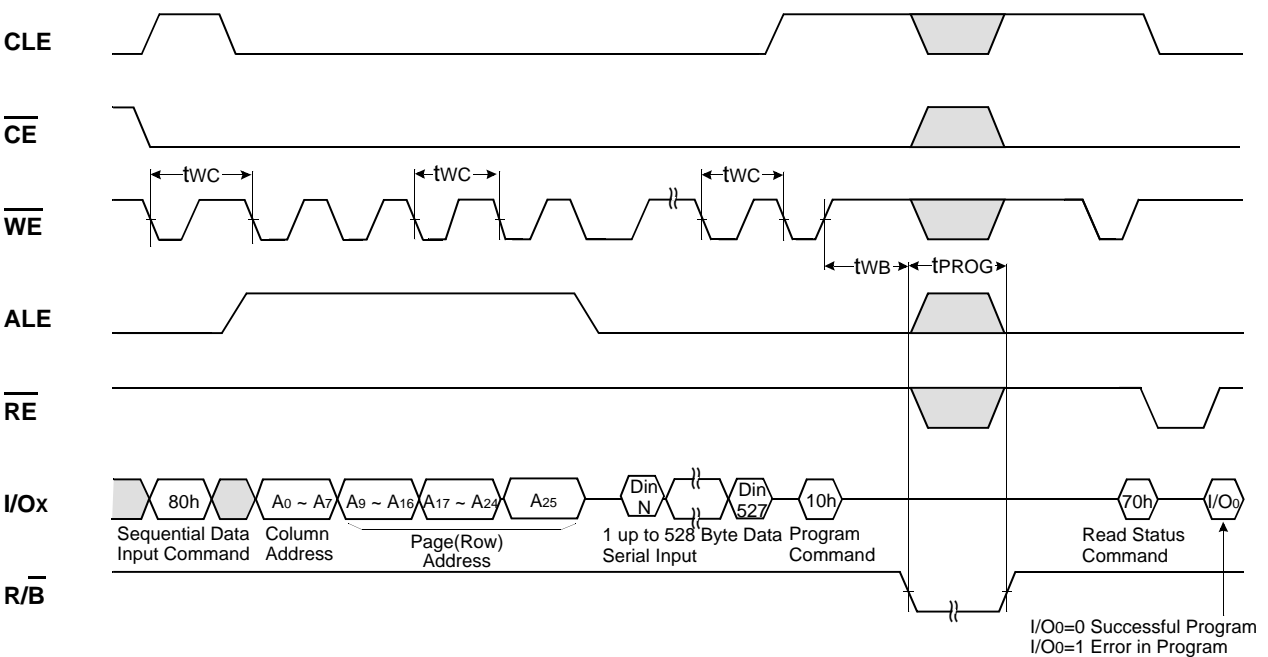 CLE
CE
tWC tWC tWC
WE
tWB tPROG
ALE
RE
I/Ox 80h A0 ~ A7 A9 ~ A16 A17 ~ A24 A25 Din N Din 527 10h 70h I/O0
Sequential Data Input Command
Column Address
Page(Row) Address
1 up to 528 Byte Data Serial Input
Program Command
Read Status Command
R/B
I/O0=0 Successful Program
I/O0=1 Error in Program